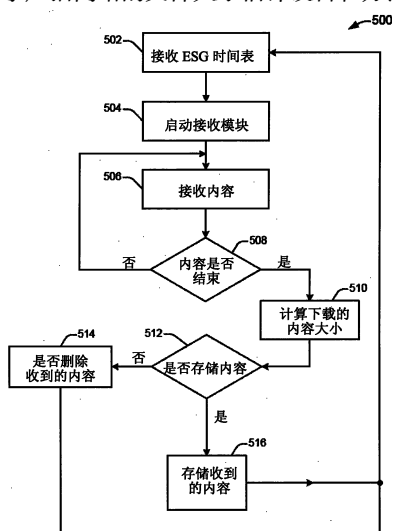 500
502
接收 ESG 时间表
504
启动接收模块
506
接收内容
508
内容是否
结束
否
是
510
计算下载的
内容大小
512
是否存储内容
否
是
514
是否删除
收到的内容
516
存储收到
的内容